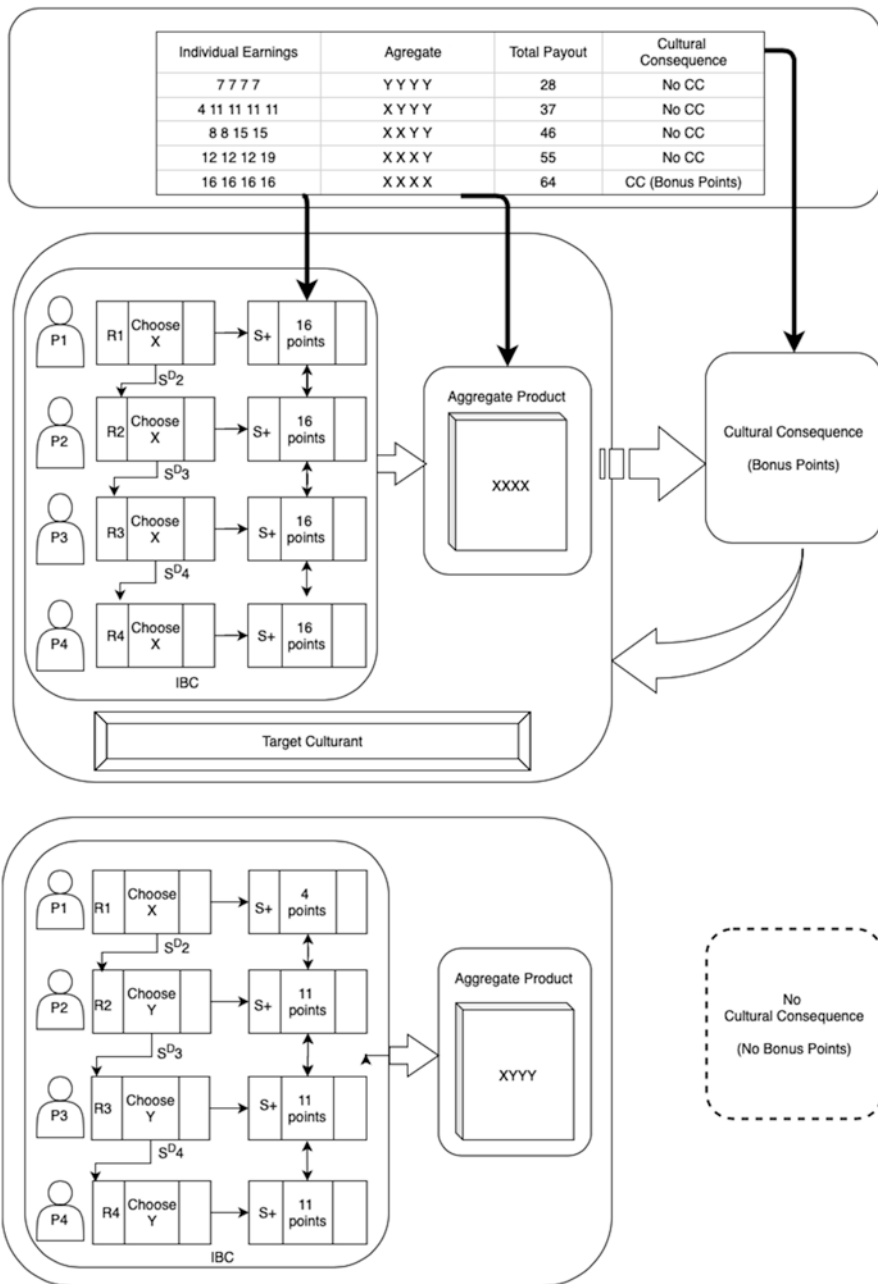 Individual Earnings Agregate Total Payout Cultural Consequence
7 7 7 7 Y Y Y Y 28 No CC
4 11 11 11 11 X Y Y Y 37 No CC
8 8 15 15 X X Y Y 46 No CC
12 12 12 19 X X X Y 55 No CC
16 16 16 16 X X X X 64 CC (Bonus Points)
P1 R1 Choose X S+ 16 points
S^D2
P2 R2 Choose X S+ 16 points
S^D3
P3 R3 Choose X S+ 16 points
S^D4
P4 R4 Choose X S+ 16 points
IBC
Aggregate Product
XXXX
Cultural Consequence
(Bonus Points)
Target Culturant
P1 R1 Choose X S+ 4 points
S^D2
P2 R2 Choose Y S+ 11 points
S^D3
P3 R3 Choose Y S+ 11 points
S^D4
P4 R4 Choose Y S+ 11 points
IBC
Aggregate Product
XYYY
No
Cultural Consequence
(No Bonus Points)